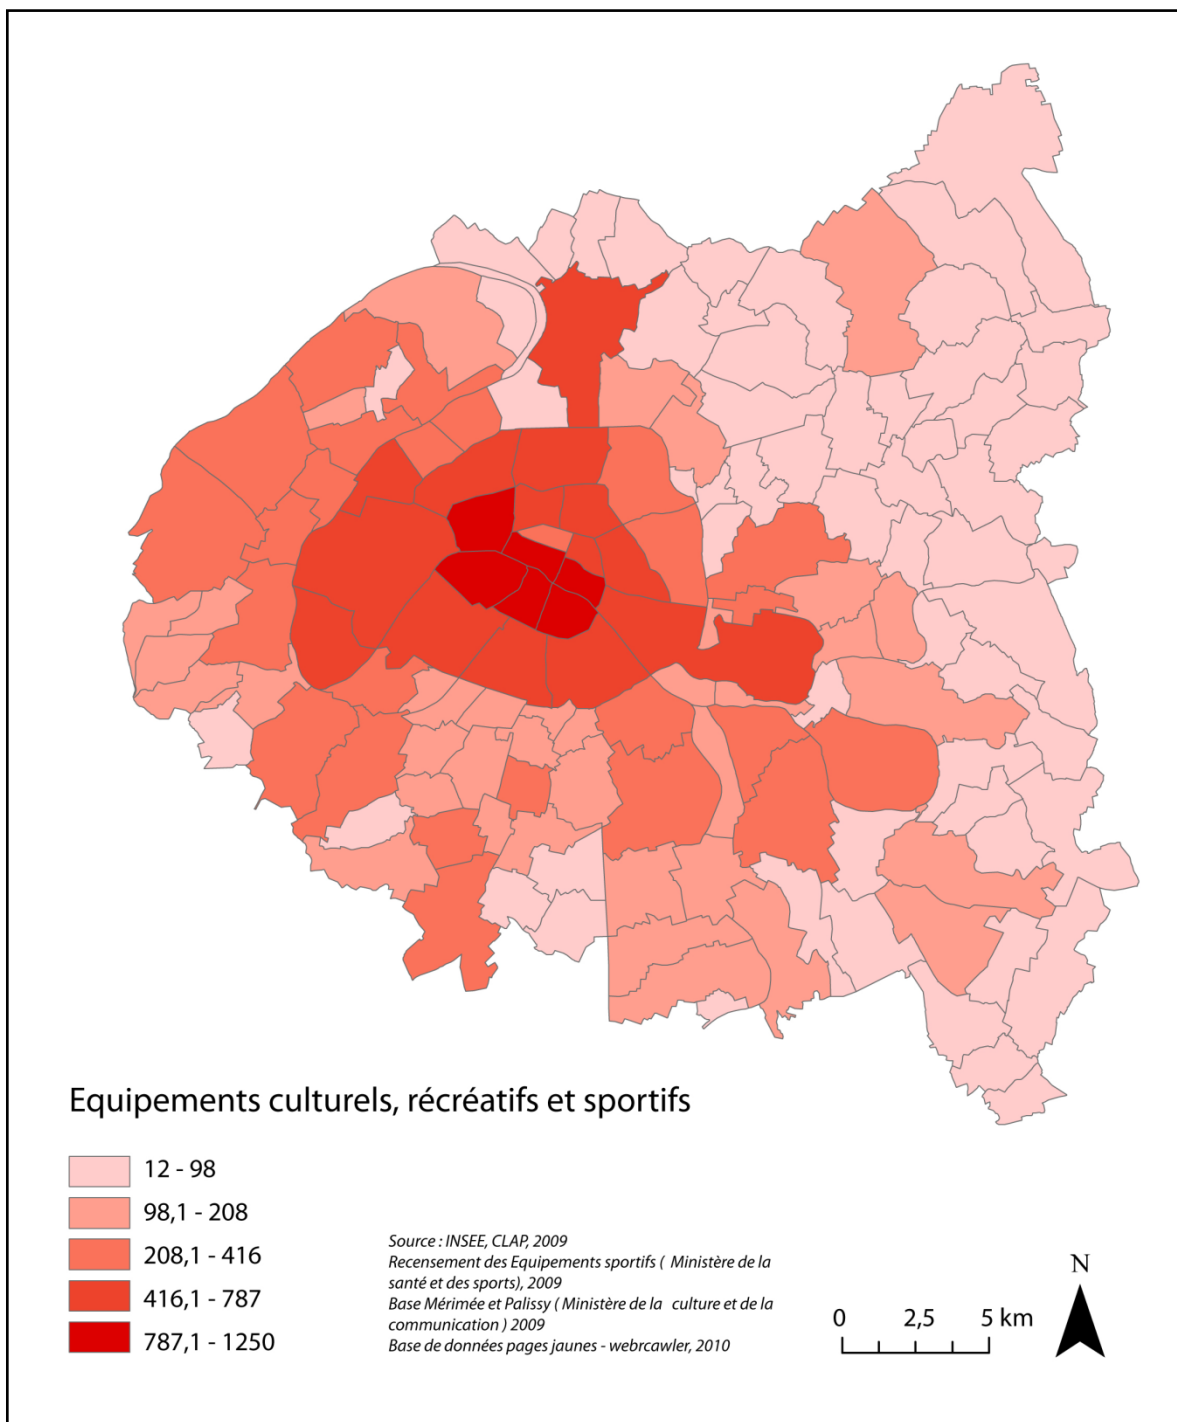 Equipements culturels, récréatifs et sportifs
12 - 98
98,1 - 208
208,1 - 416
416,1 - 787
787,1 - 1250
Source : INSEE, CLAP, 2009
Recensement des Equipements sportifs ( Ministère de la
santé et des sports), 2009
Base Mérimée et Palissy ( Ministère de la culture et de la
communication ) 2009
Base de données pages jaunes - webrcawler, 2010
0 2,5 5 km
N